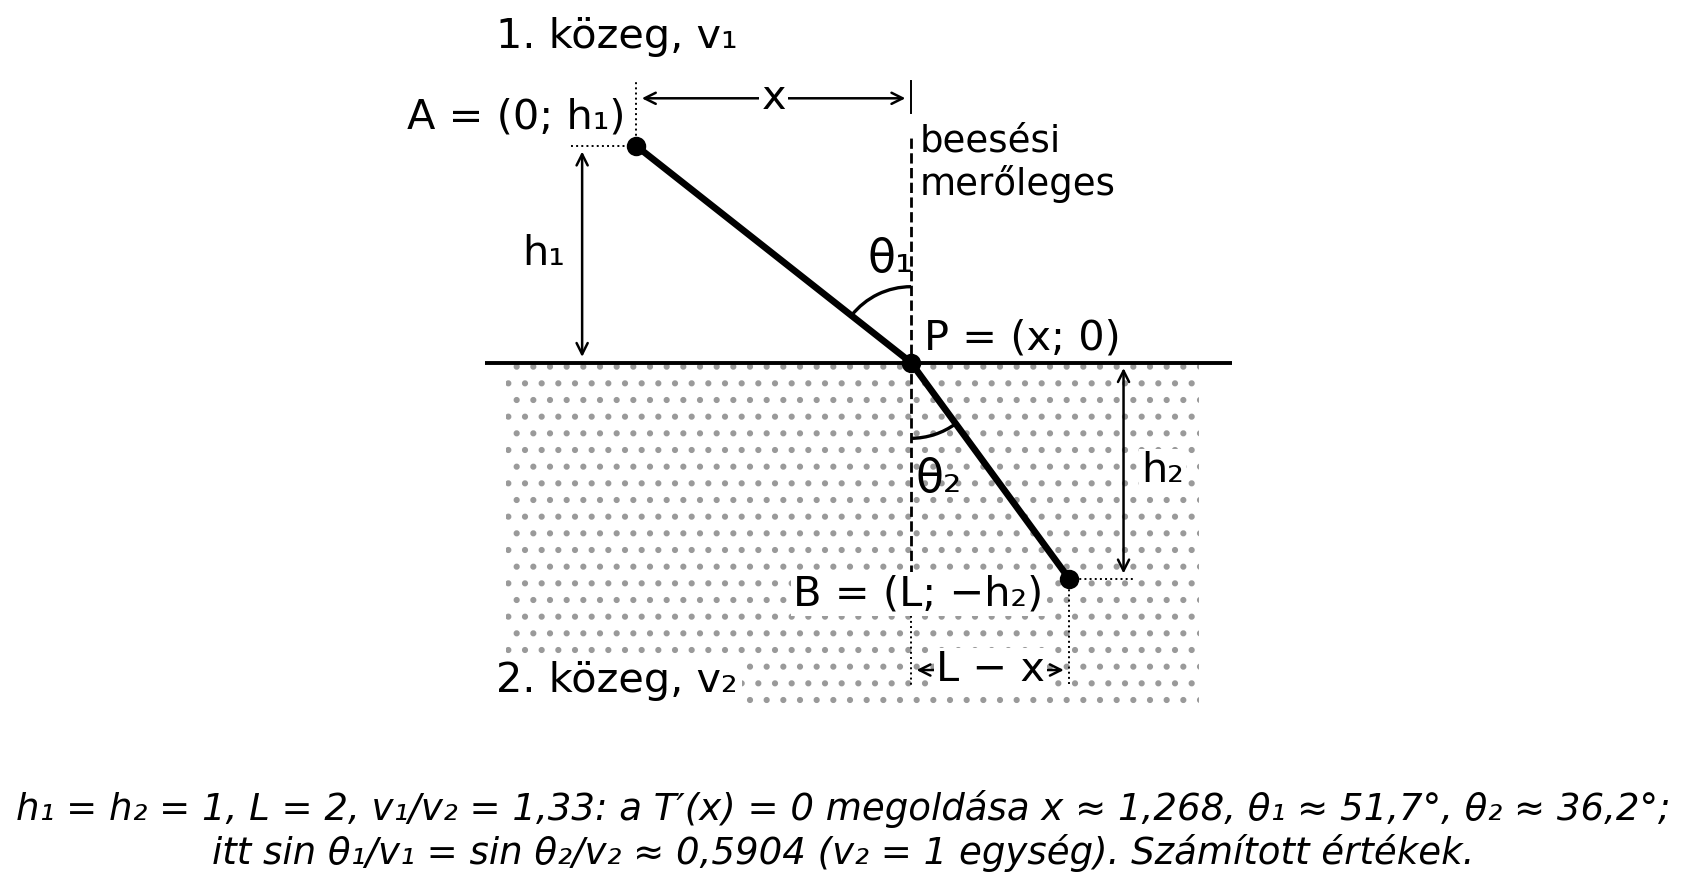 1. közeg, v₁
x
A = (0; h₁)
beesési
merőleges
h₁
θ₁
P = (x; 0)
θ₂
h₂
B = (L; −h₂)
L − x
2. közeg, v₂
h₁ = h₂ = 1, L = 2, v₁/v₂ = 1,33: a T′(x) = 0 megoldása x ≈ 1,268, θ₁ ≈ 51,7°, θ₂ ≈ 36,2°;
itt sin θ₁/v₁ = sin θ₂/v₂ ≈ 0,5904 (v₂ = 1 egység). Számított értékek.